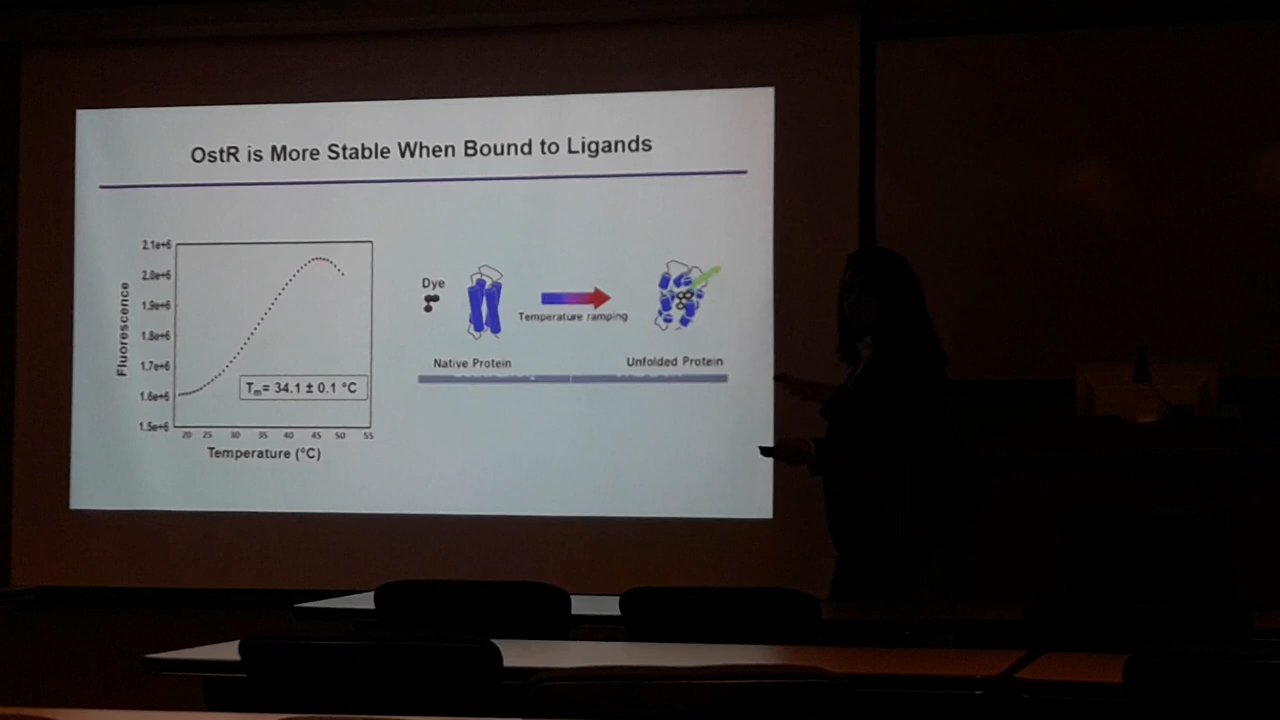 OstR is More Stable When Bound to Ligands
2.1e+6
2.0e+6
1.9e+6
1.8e+6
1.7e+6
1.6e+6
1.5e+6
Fluorescence
Tm= 34.1 ± 0.1 °C
20 25 30 35 40 45 50 55
Temperature (°C)
Dye
Temperature ramping
Native Protein
Unfolded Protein